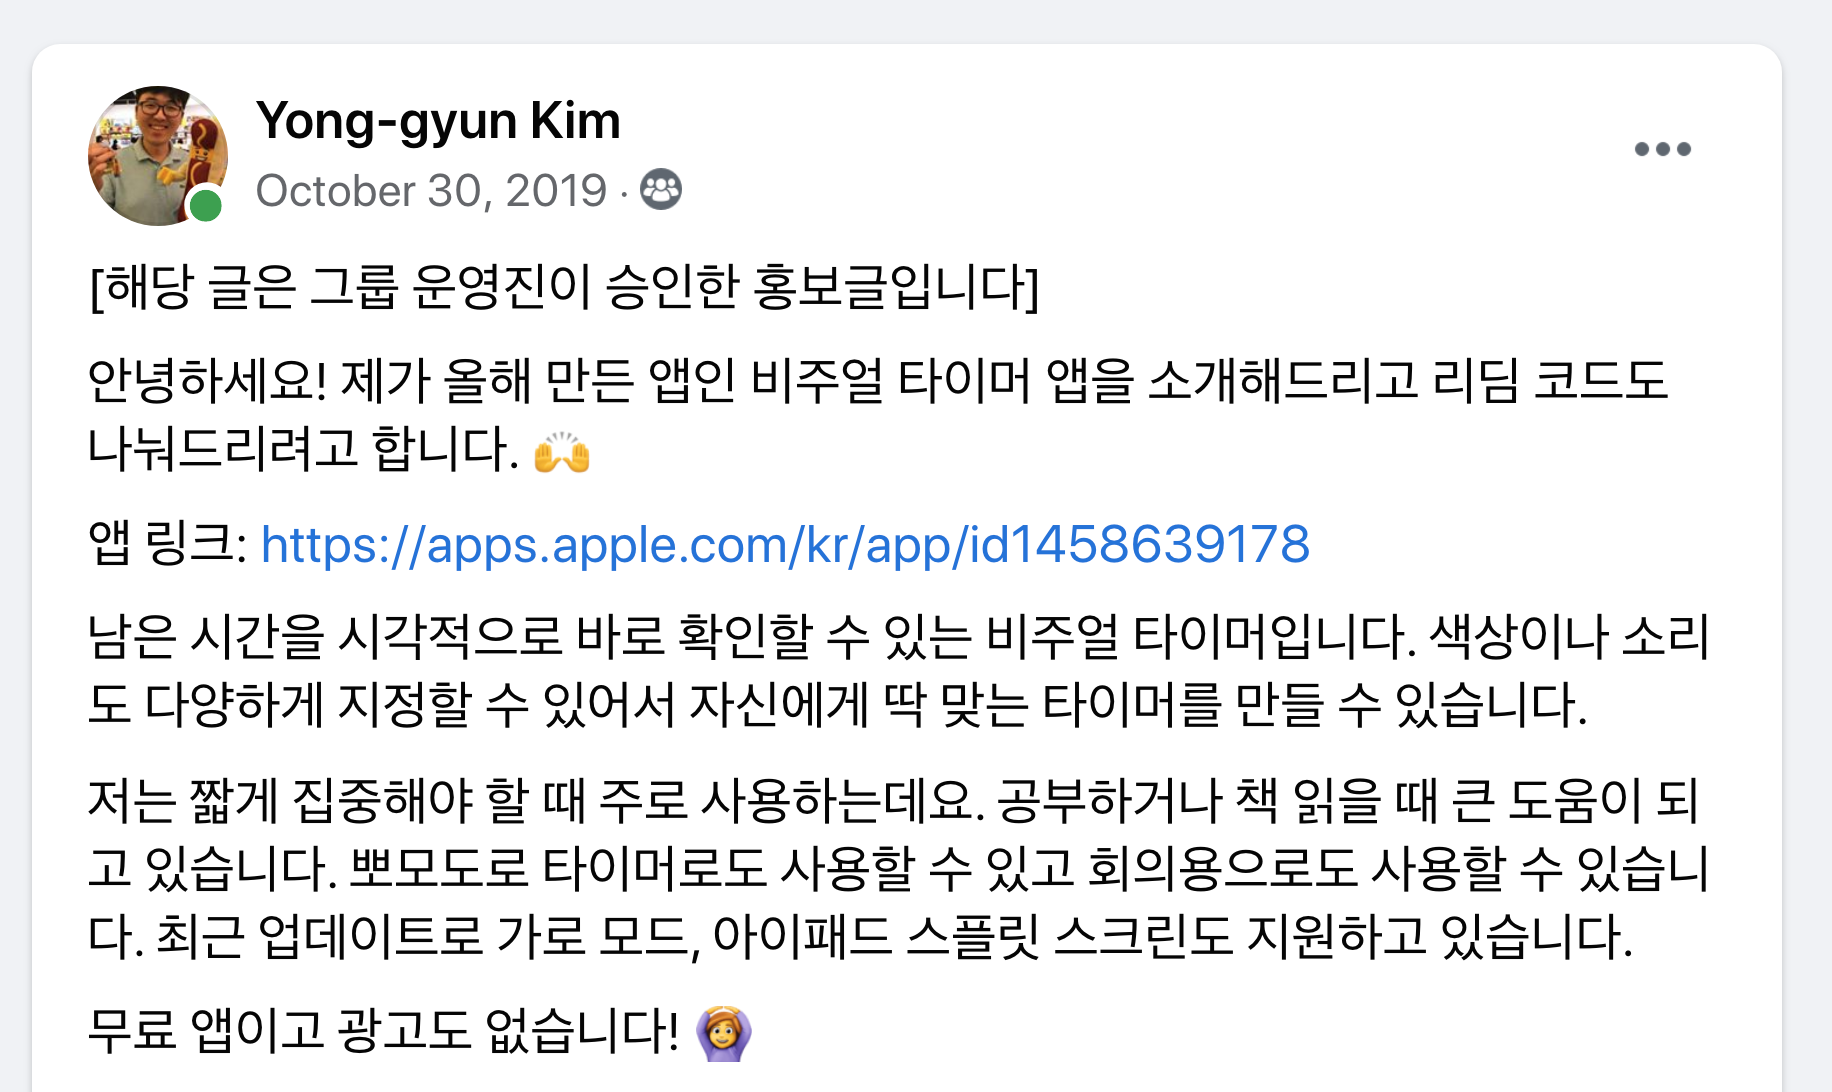 Yong-gyun Kim
October 30, 2019 ·
[해당 글은 그룹 운영진이 승인한 홍보글입니다]
안녕하세요! 제가 올해 만든 앱인 비주얼 타이머 앱을 소개해드리고 리딤 코드도
나눠드리려고 합니다. 🙌
앱 링크: https://apps.apple.com/kr/app/id1458639178
남은 시간을 시각적으로 바로 확인할 수 있는 비주얼 타이머입니다. 색상이나 소리
도 다양하게 지정할 수 있어서 자신에게 딱 맞는 타이머를 만들 수 있습니다.
저는 짧게 집중해야 할 때 주로 사용하는데요. 공부하거나 책 읽을 때 큰 도움이 되
고 있습니다. 뽀모도로 타이머로도 사용할 수 있고 회의용으로도 사용할 수 있습니
다. 최근 업데이트로 가로 모드, 아이패드 스플릿 스크린도 지원하고 있습니다.
무료 앱이고 광고도 없습니다! 🙆‍♀️